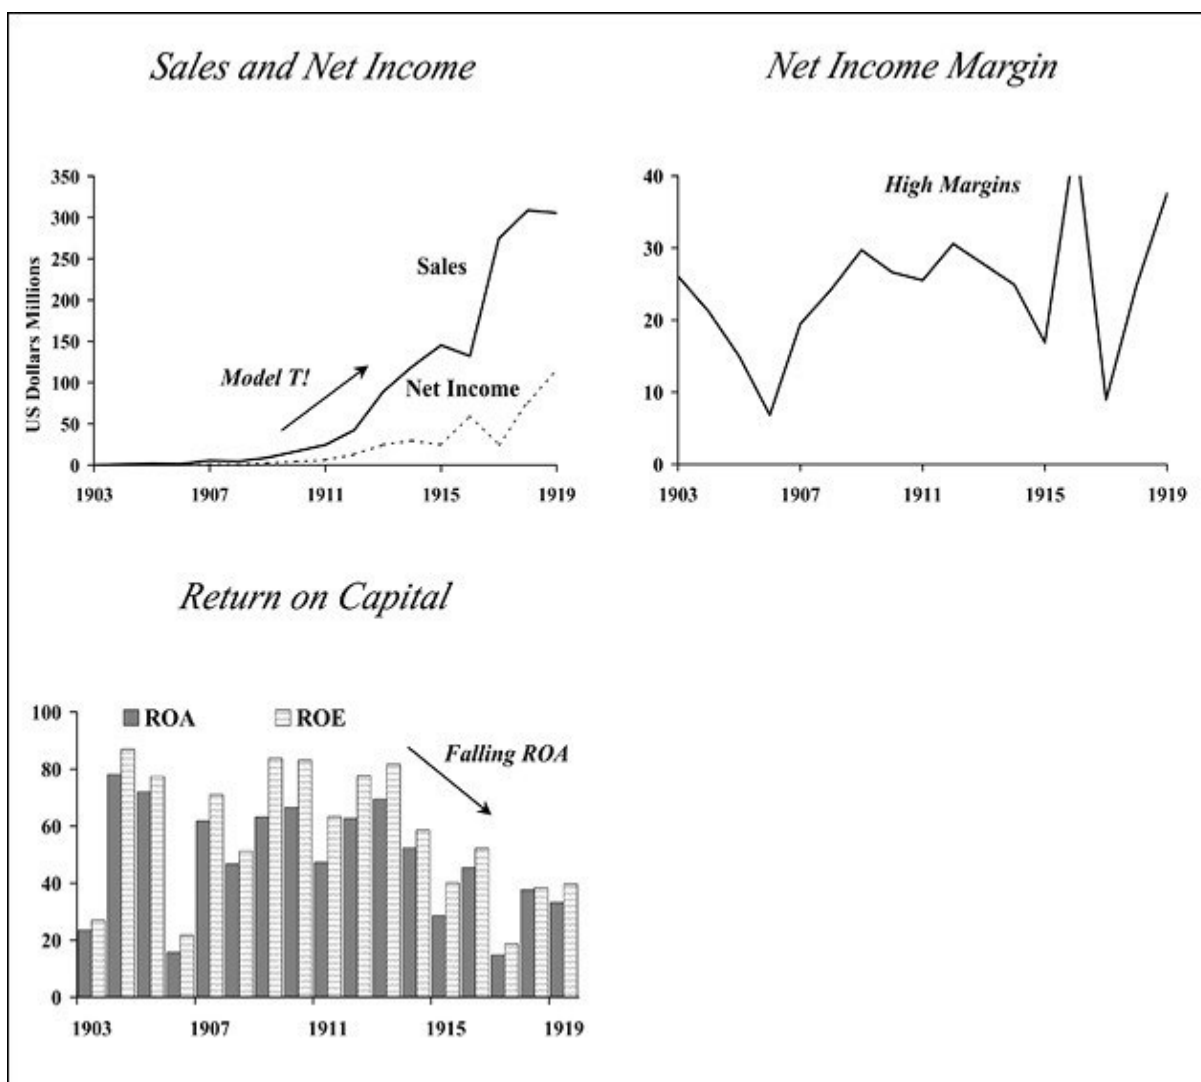 Sales and Net Income
350
300
250
200
150
100
50
0
US Dollars Millions
Sales
Model T!
Net Income
1903 1907 1911 1915 1919
Net Income Margin
40
30
20
10
0
High Margins
1903 1907 1911 1915 1919
Return on Capital
100
80
60
40
20
0
ROA ROE
Falling ROA
1903 1907 1911 1915 1919